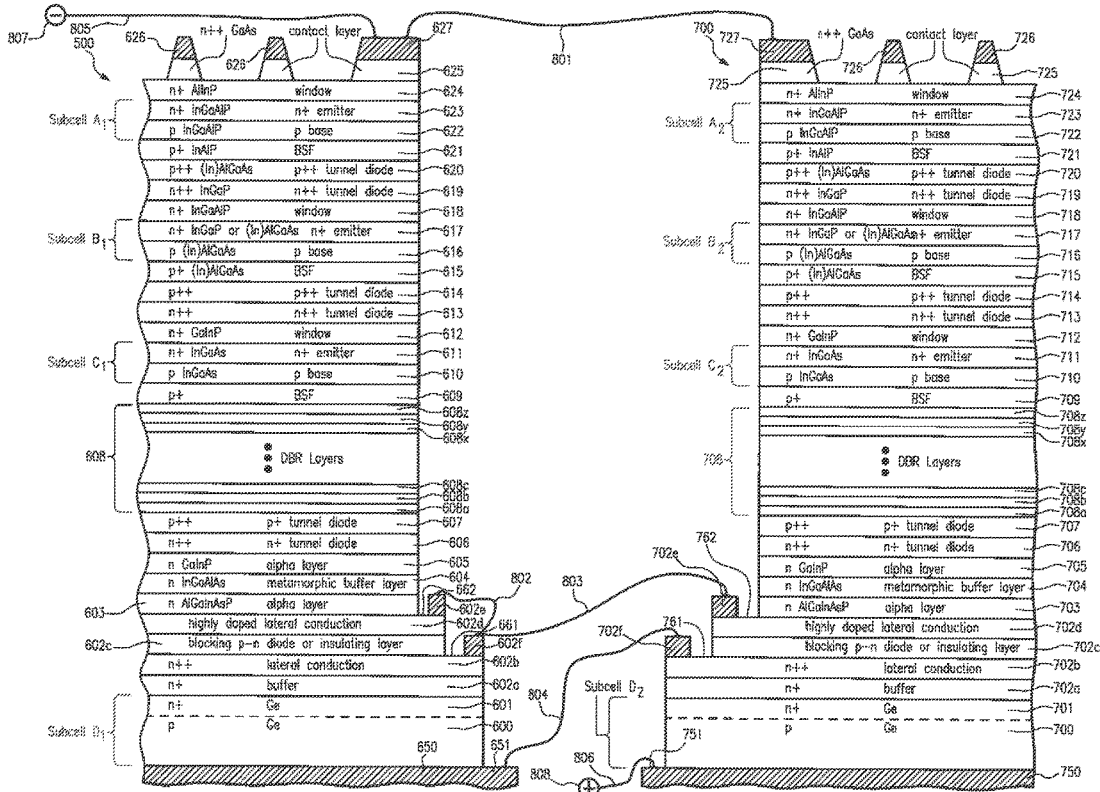 807
805
500
626
n++ GaAs
contact layer
626
627
625
n+ AlInP window 624
Subcell A1
n+ InGaAlP n+ emitter 623
p InGaAlP p base 622
p+ InAlP BSF 621
p++ (In)AlGaAs p++ tunnel diode 620
n++ InGaP n++ tunnel diode 619
n+ InGaAlP window 618
Subcell B1
n+ InGaP or (In)AlGaAs n+ emitter 617
p (In)AlGaAs p base 616
p+ (In)AlGaAs BSF 615
p++ p++ tunnel diode 614
n++ n++ tunnel diode 613
n+ GaInP window 612
Subcell C1
n+ InGaAs n+ emitter 611
p InGaAs p base 610
p+ BSF 609
608z
608y
608x
608
DBR Layers
608c
608b
608a
p++ p+ tunnel diode 607
n++ n+ tunnel diode 606
n GaInP alpha layer 605
n InGaAlAs metamorphic buffer layer 604
603 n AlGaInAsP alpha layer
662
602e
highly doped lateral conduction 602d
661
602c blocking p-n diode or insulating layer
602f
n++ lateral conduction 602b
n+ buffer 602a
Subcell D1
n+ Ge 601
p Ge 600
650
651
801
802
803
804
806
808
700
727
n++ GaAs
contact layer
726
726
725
725
n+ AlInP window 724
Subcell A2
n+ InGaAlP n+ emitter 723
p InGaAlP p base 722
p+ InAlP BSF 721
p++ (In)AlGaAs p++ tunnel diode 720
n++ InGaP n++ tunnel diode 719
n+ InGaAlP window 718
Subcell B2
n+ InGaP or (In)AlGaAs n+ emitter 717
p (In)AlGaAs p base 716
p+ (In)AlGaAs BSF 715
p++ p++ tunnel diode 714
n++ n++ tunnel diode 713
n+ GaInP window 712
Subcell C2
n+ InGaAs n+ emitter 711
p InGaAs p base 710
p+ BSF 709
708z
708y
708x
708
DBR Layers
708c
708b
708a
p++ p+ tunnel diode 707
n++ n+ tunnel diode 706
n GaInP alpha layer 705
n InGaAlAs metamorphic buffer layer 704
702e
762
n AlGaInAsP alpha layer 703
highly doped lateral conduction 702d
702f
761
blocking p-n diode or insulating layer 702c
n++ lateral conduction 702b
n+ buffer 702a
Subcell D2
n+ Ge 701
p Ge 700
751
750